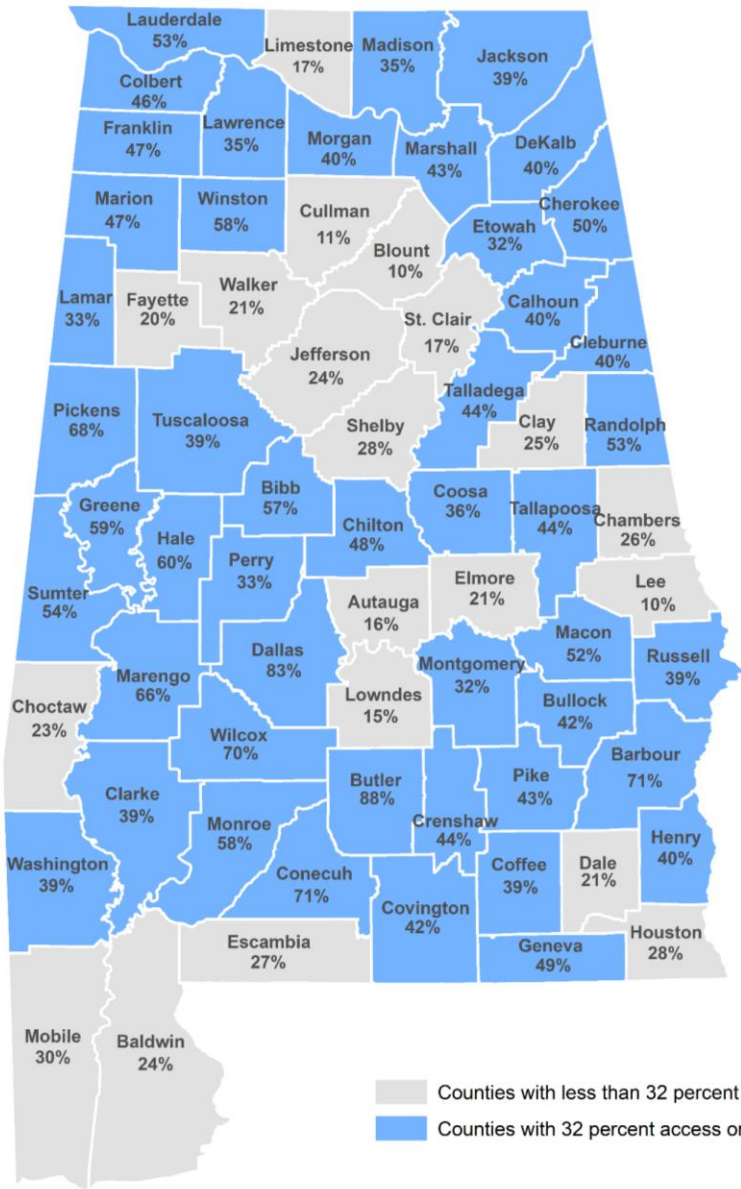 Lauderdale
53%
Limestone
17%
Madison
35%
Jackson
39%
Colbert
46%
Franklin
47%
Lawrence
35%
Morgan
40%
Marshall
43%
DeKalb
40%
Cherokee
50%
Marion
47%
Winston
58%
Cullman
11%
Blount
10%
Etowah
32%
Lamar
33%
Fayette
20%
Walker
21%
St. Clair
17%
Calhoun
40%
Cleburne
40%
Jefferson
24%
Talladega
44%
Pickens
68%
Tuscaloosa
39%
Shelby
28%
Clay
25%
Randolph
53%
Greene
59%
Hale
60%
Bibb
57%
Chilton
48%
Coosa
36%
Tallapoosa
44%
Chambers
26%
Sumter
54%
Perry
33%
Autauga
16%
Elmore
21%
Lee
10%
Marengo
66%
Dallas
83%
Lowndes
15%
Montgomery
32%
Macon
52%
Russell
39%
Choctaw
23%
Wilcox
70%
Bullock
42%
Barbour
71%
Clarke
39%
Monroe
58%
Butler
88%
Crenshaw
44%
Pike
43%
Henry
40%
Washington
39%
Conecuh
71%
Covington
42%
Coffee
39%
Dale
21%
Escambia
27%
Geneva
49%
Houston
28%
Mobile
30%
Baldwin
24%
Counties with less than 32 percent
Counties with 32 percent access or